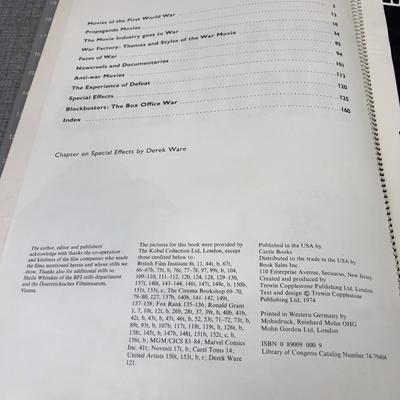 Movies of the First World War
Propaganda Movies
The Movie Industry goes to War
War Factory: Themes and Styles of the War Movie
Faces of War
Newsreels and Documentaries
Anti-war Movies
The Experience of Defeat
Special Effects
Blockbusters: The Box Office War
Index
5
13
18
34
85
94
101
113
120
125
160
Chapter on Special Effects by Derek Ware
The author, editor and publishers
acknowledge with thanks the co-operation
and kindness of the film companies who made
the films mentioned herein and whose stills we
show. Thanks also for additional stills to
Sheila Whitaker of the BFI stills department
and the Österreichisches Filmmuseum,
Vienna.
The pictures for this book were provided by
The Kobal Collection Ltd, London, except
those credited below to:
British Film Institute 8t, 11, 44t, b, 67t,
66-67b, 75t, b, 76t, 77-78, 97, 99t, b, 104,
109-110, 111-112, 120, 124, 128, 129-130,
137t, 140t, 143-144, 146t, 147t, 149c, b, 150b,
151t, 155t, c; The Cinema Bookshop 69-70,
79-80, 127, 137b, 140b, 141-142, 149t,
157-158; Fox Rank 135-136; Ronald Grant
1, 7, 10t, 12t, b, 26b, 28t, 37, 39t, b, 40b, 41b,
42t, b, 43t, b, 45t, 46t, b, 52, 53t, 71-72, 73t, b,
89t, 93t, b, 107b, 117t, 118t, 119t, b, 126t, b,
138t, 145t, b, 147b, 148t, 151b, 152t, c, b,
156t, b; MGM/CICS 83-84; Marvel Comics
Inc. 41t; Novosti 17t, b; Carel Toms 14;
United Artists 150t, 153t, b, r; Derek Ware
121.
Published in the USA by
Castle Books
Distributed to the trade in the USA by
Book Sales Inc.
110 Enterprise Avenue, Secaucus, New Jersey.
Created and produced by
Trewin Copplestone Publishing Ltd, London
Text and design © Trewin Copplestone
Publishing Ltd, 1974
Printed in Western Germany by
Mohndruck, Reinhard Mohn OHG
Mohn Gordon Ltd, London
ISBN 0 89009 000 9
Library of Congress Catalog Number 74-79404